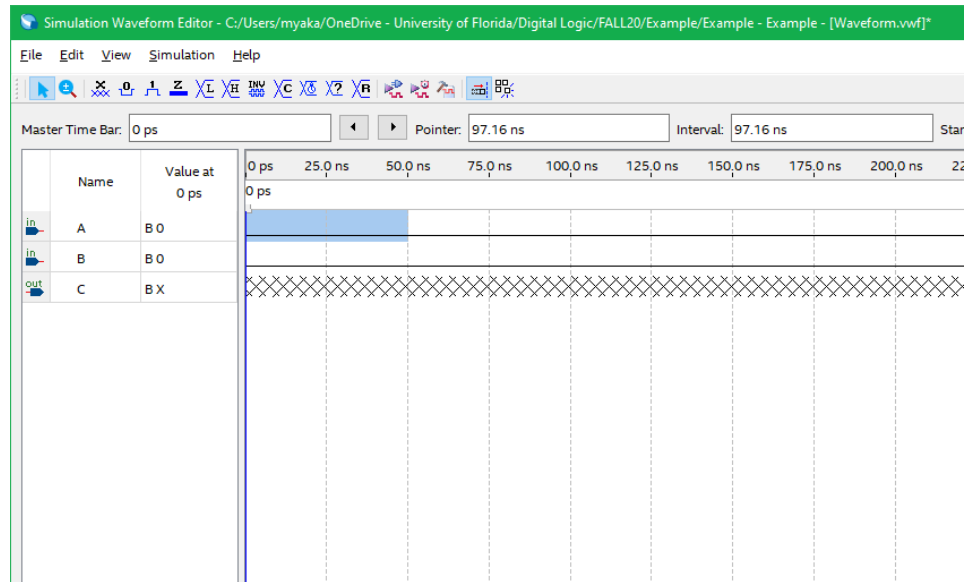 Simulation Waveform Editor - C:/Users/myaka/OneDrive - University of Florida/Digital Logic/FALL20/Example/Example - Example - [Waveform.vwf]*
File Edit View Simulation Help
Master Time Bar: 0 ps Pointer: 97.16 ns Interval: 97.16 ns Star
Name Value at 0 ps 0 ps 25.0 ns 50.0 ns 75.0 ns 100.0 ns 125.0 ns 150.0 ns 175.0 ns 200.0 ns 22
0 ps
in A B 0
in B B 0
out C B X